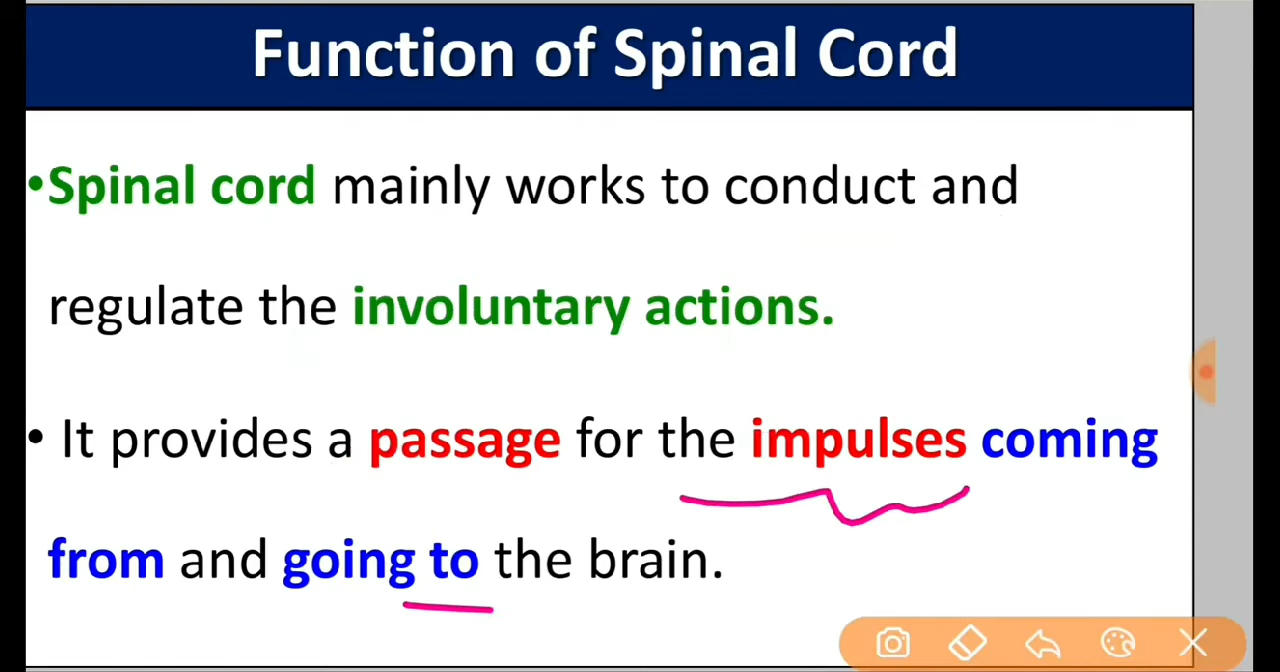 Function of Spinal Cord
•Spinal cord mainly works to conduct and
regulate the involuntary actions.
• It provides a passage for the impulses coming
from and going to the brain.